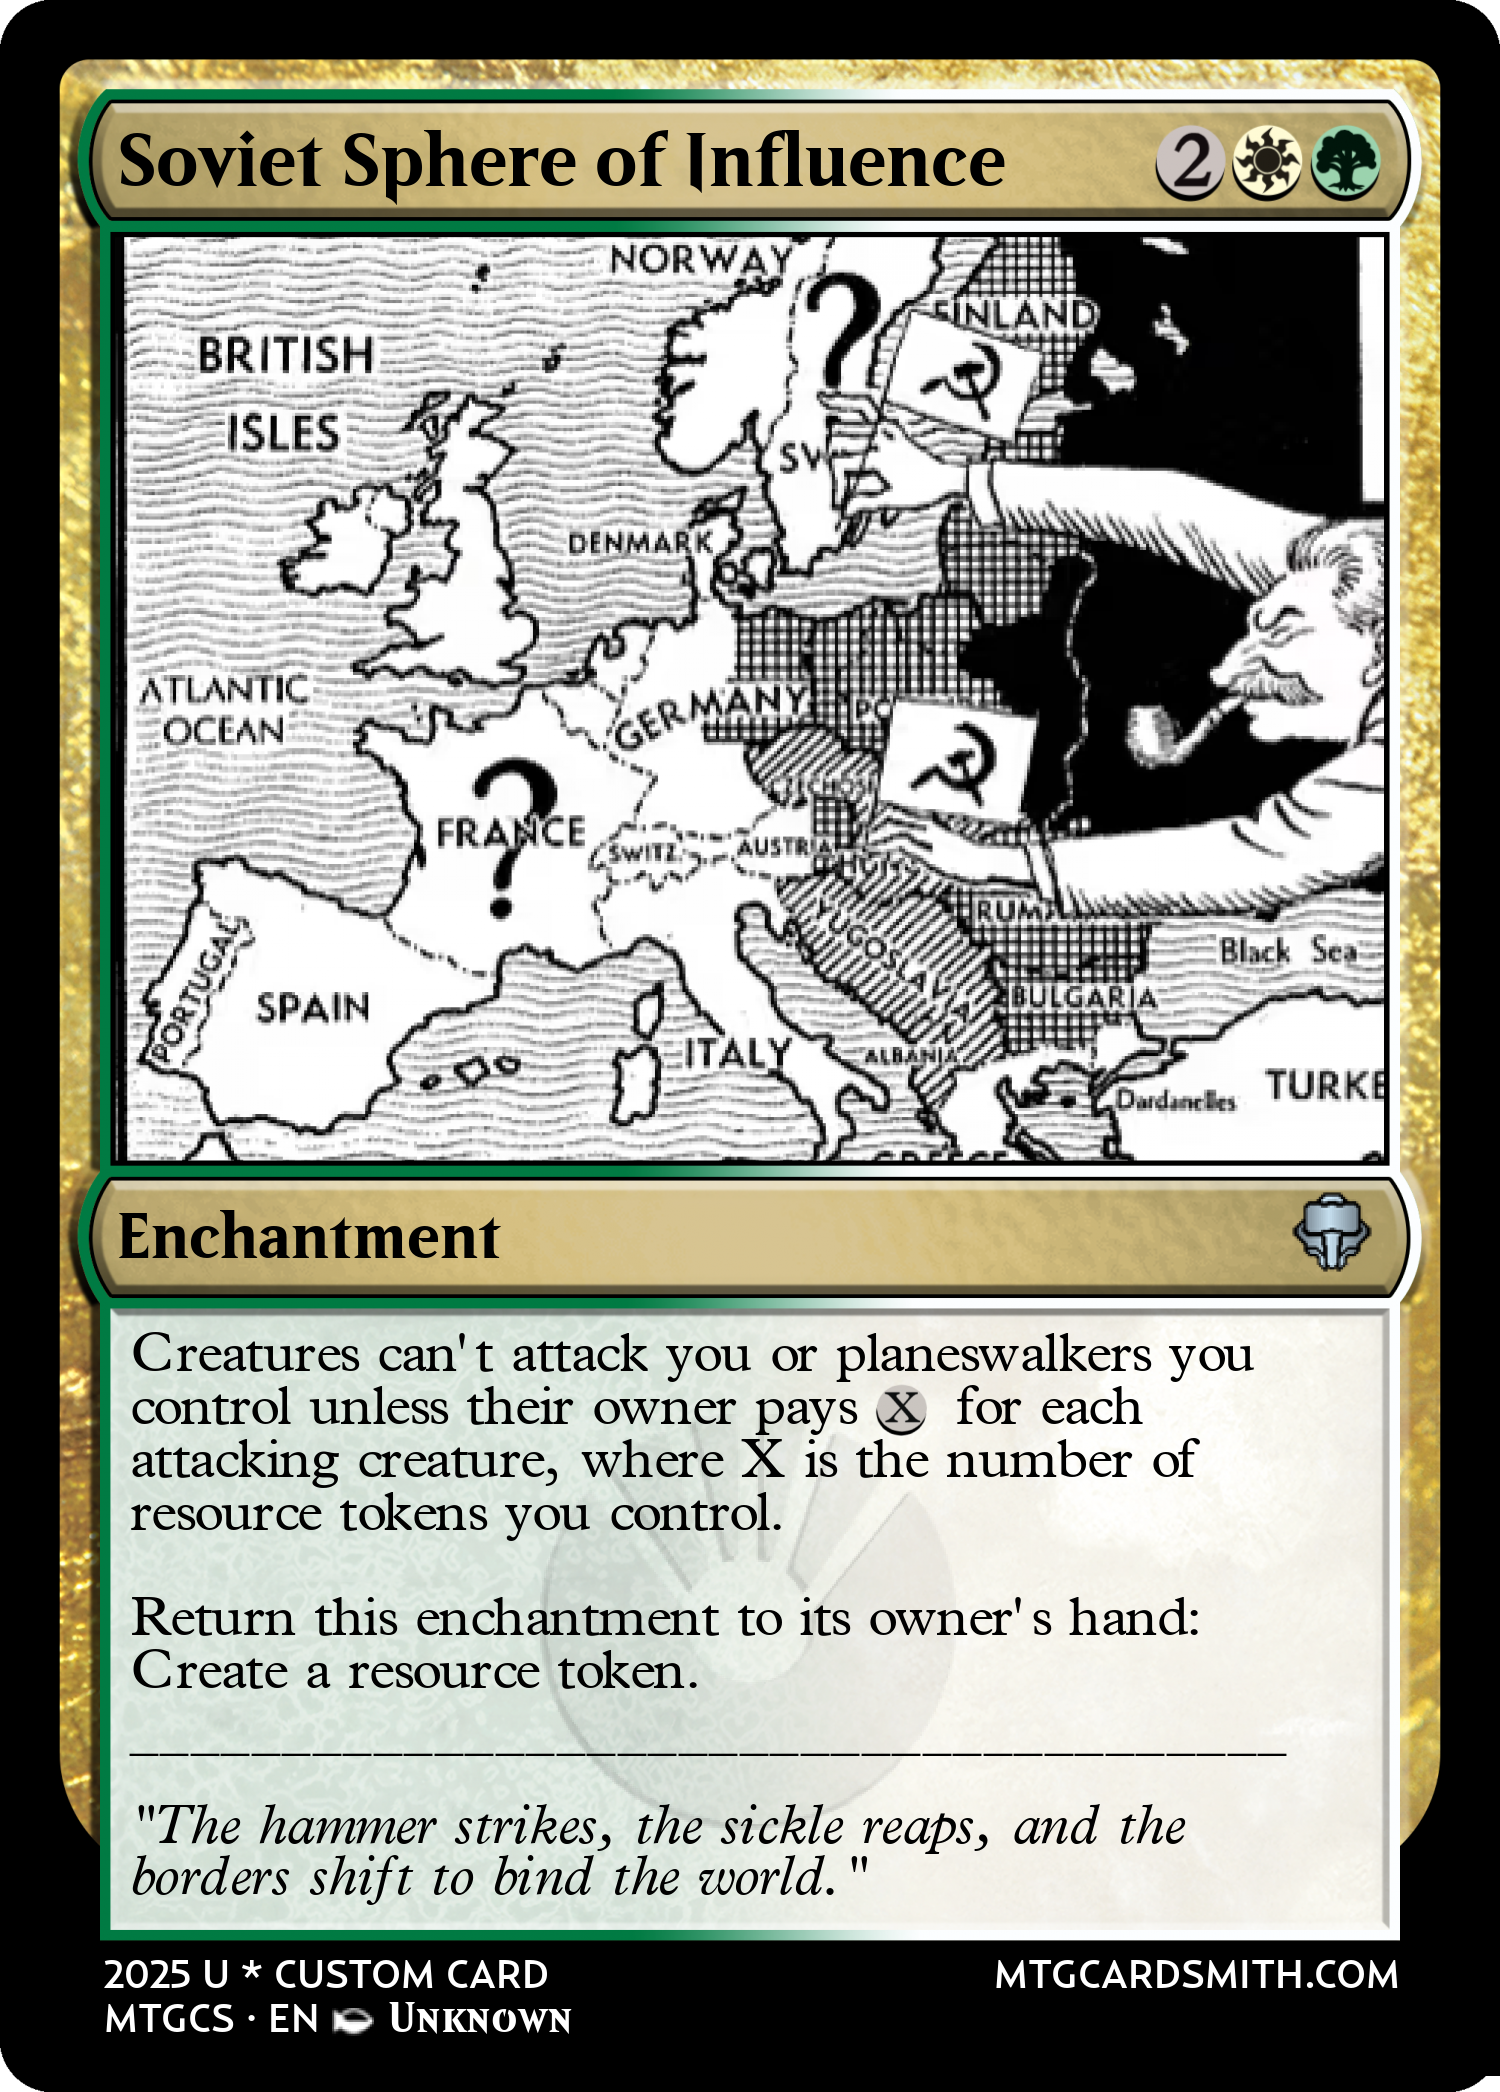 Soviet Sphere of Influence 2
NORWAY
FINLAND
BRITISH
ISLES
?
SW
DENMARK
ATLANTIC
OCEAN
GERMANY
PO
?
FRANCE
SWITZ.
AUSTRIA
RUM
YUGOSLAVIA
Black Sea
PORTUGAL
SPAIN
BULGARIA
ITALY
ALBANIA
Dardanelles
TURKE
GREECE
Enchantment
Creatures can't attack you or planeswalkers you
control unless their owner pays X for each
attacking creature, where X is the number of
resource tokens you control.
Return this enchantment to its owner's hand:
Create a resource token.
"The hammer strikes, the sickle reaps, and the
borders shift to bind the world."
2025 U * CUSTOM CARD
MTGCARDSMITH.COM
MTGCS · EN UNKNOWN